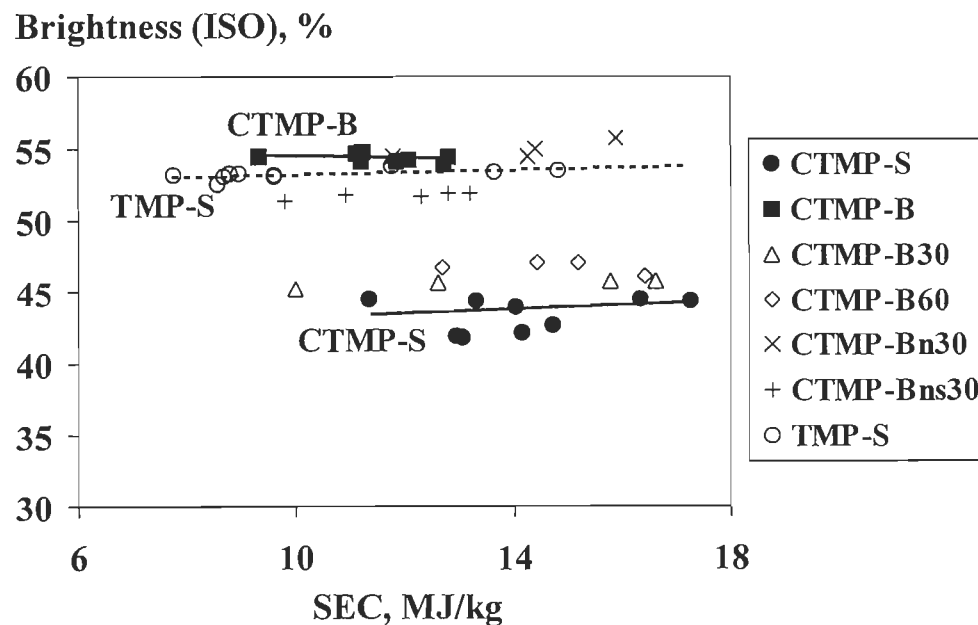 Brightness (ISO), %
60
55
50
45
40
35
30
CTMP-B
TMP-S
CTMP-S
6
10
14
18
SEC, MJ/kg
CTMP-S
CTMP-B
CTMP-B30
CTMP-B60
CTMP-Bn30
CTMP-Bns30
TMP-S